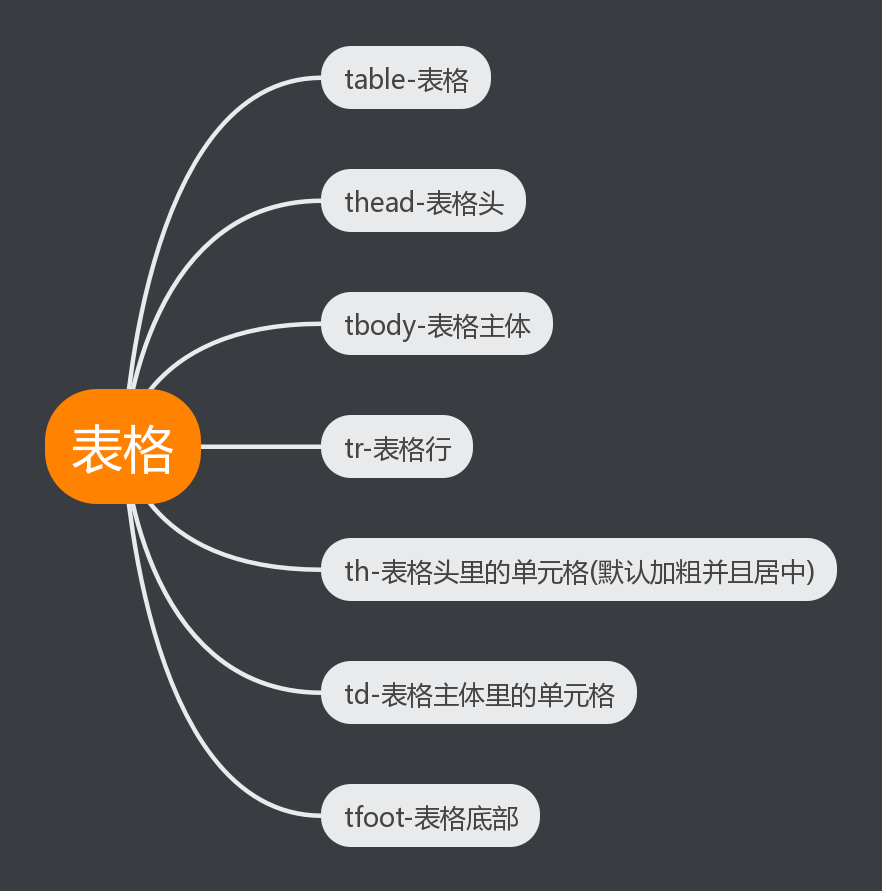 表格
table-表格
thead-表格头
tbody-表格主体
tr-表格行
th-表格头里的单元格(默认加粗并且居中)
td-表格主体里的单元格
tfoot-表格底部